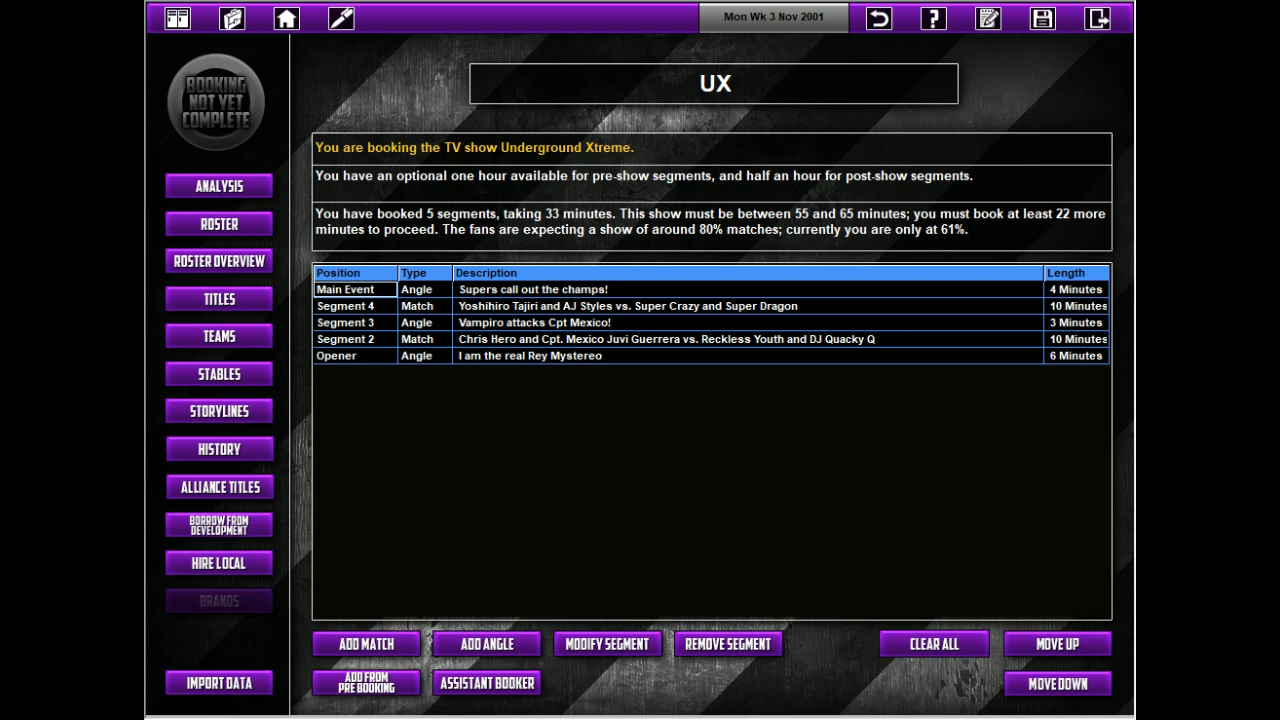 Mon Wk 3 Nov 2001
BOOKING
NOT YET
COMPLETE
UX
You are booking the TV show Underground Xtreme.
You have an optional one hour available for pre-show segments, and half an hour for post-show segments.
You have booked 5 segments, taking 33 minutes. This show must be between 55 and 65 minutes; you must book at least 22 more
minutes to proceed. The fans are expecting a show of around 80% matches; currently you are only at 61%.
ANALYSIS
ROSTER
ROSTER OVERVIEW
TITLES
TEAMS
STABLES
STORYLINES
HISTORY
ALLIANCE TITLES
BORROW FROM
DEVELOPMENT
HIRE LOCAL
BRANDS
IMPORT DATA
Position Type Description Length
Main Event Angle Supers call out the champs! 4 Minutes
Segment 4 Match Yoshihiro Tajiri and AJ Styles vs. Super Crazy and Super Dragon 10 Minutes
Segment 3 Angle Vampiro attacks Cpt Mexico! 3 Minutes
Segment 2 Match Chris Hero and Cpt. Mexico Juvi Guerrera vs. Reckless Youth and DJ Quacky Q 10 Minutes
Opener Angle I am the real Rey Mystereo 6 Minutes
ADD MATCH ADD ANGLE MODIFY SEGMENT REMOVE SEGMENT CLEAR ALL MOVE UP
ADD FROM
PRE BOOKING
ASSISTANT BOOKER
MOVE DOWN